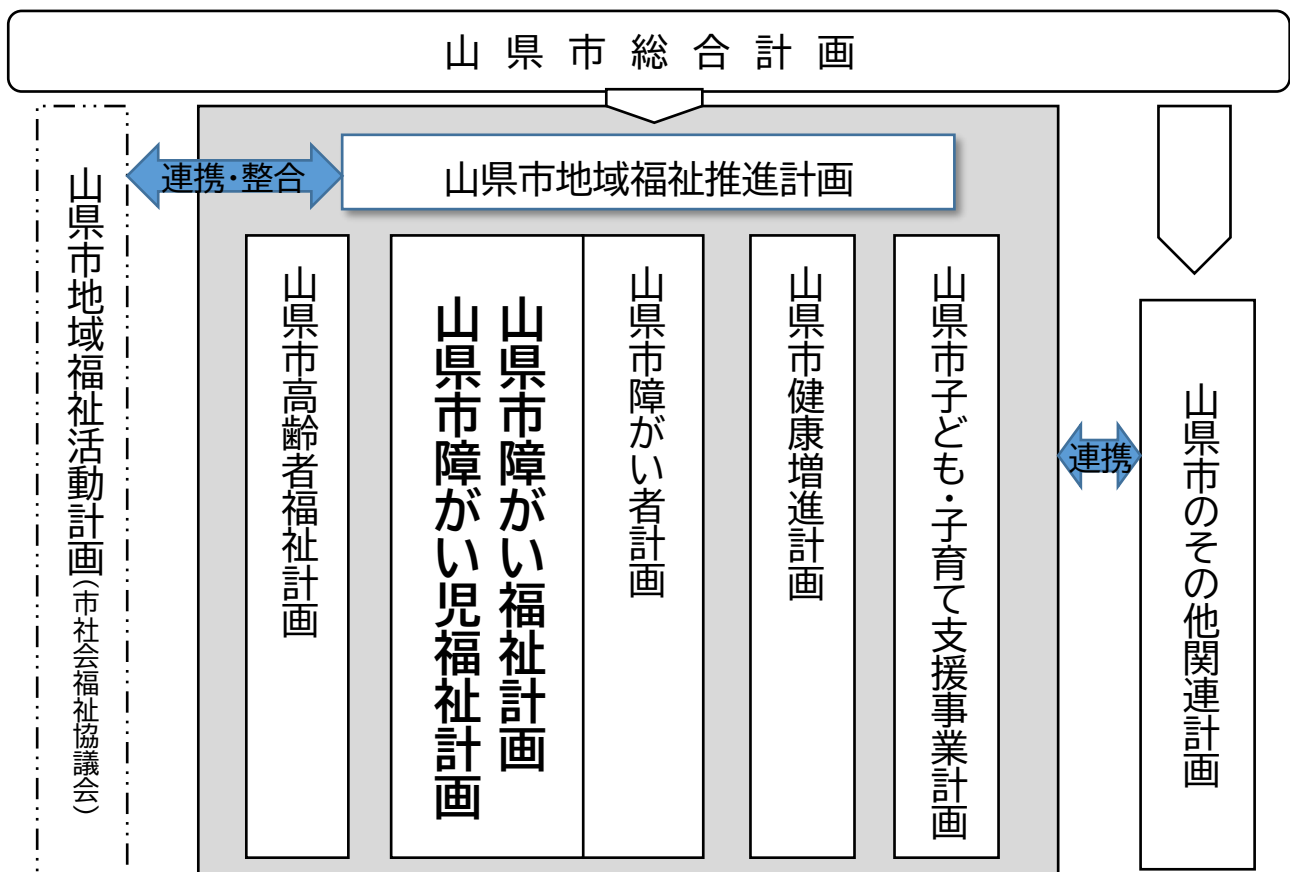 山県市総合計画
山県市地域福祉推進計画
連携・整合
山県市地域福祉活動計画(市社会福祉協議会)
山県市高齢者福祉計画
山県市障がい福祉計画
山県市障がい児福祉計画
山県市障がい者計画
山県市健康増進計画
山県市子ども・子育て支援事業計画
連携
山県市のその他関連計画